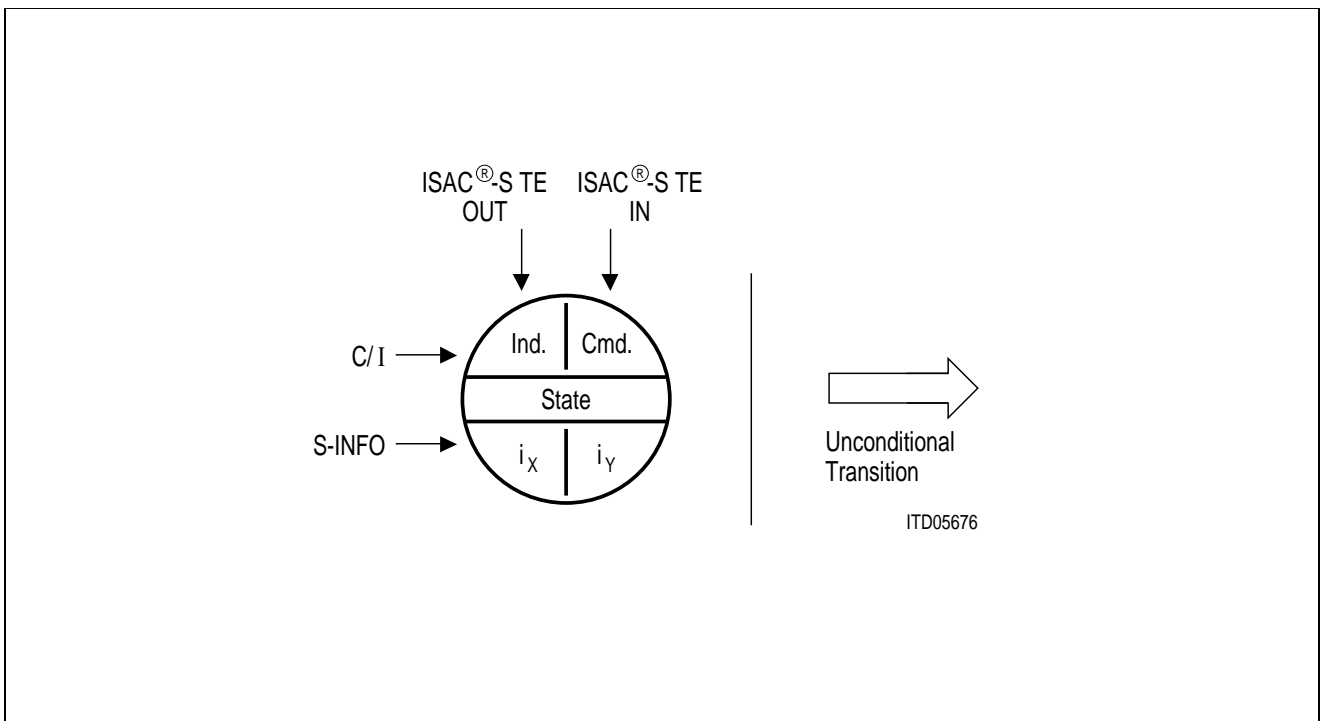 ISAC®-S TE ISAC®-S TE
OUT IN
C/I Ind. Cmd.
State
S-INFO iX iY
Unconditional
Transition
ITD05676